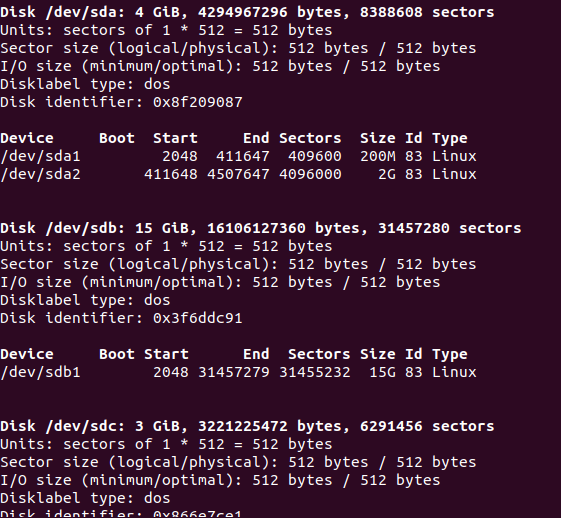 Disk /dev/sda: 4 GiB, 4294967296 bytes, 8388608 sectors
Units: sectors of 1 * 512 = 512 bytes
Sector size (logical/physical): 512 bytes / 512 bytes
I/O size (minimum/optimal): 512 bytes / 512 bytes
Disklabel type: dos
Disk identifier: 0x8f209087
Device     Boot  Start     End Sectors  Size Id Type
/dev/sda1         2048  411647  409600  200M 83 Linux
/dev/sda2       411648 4507647 4096000    2G 83 Linux
Disk /dev/sdb: 15 GiB, 16106127360 bytes, 31457280 sectors
Units: sectors of 1 * 512 = 512 bytes
Sector size (logical/physical): 512 bytes / 512 bytes
I/O size (minimum/optimal): 512 bytes / 512 bytes
Disklabel type: dos
Disk identifier: 0x3f6ddc91
Device     Boot Start      End  Sectors Size Id Type
/dev/sdb1        2048 31457279 31455232  15G 83 Linux
Disk /dev/sdc: 3 GiB, 3221225472 bytes, 6291456 sectors
Units: sectors of 1 * 512 = 512 bytes
Sector size (logical/physical): 512 bytes / 512 bytes
I/O size (minimum/optimal): 512 bytes / 512 bytes
Disklabel type: dos
Disk identifier: 0x866e7ce1